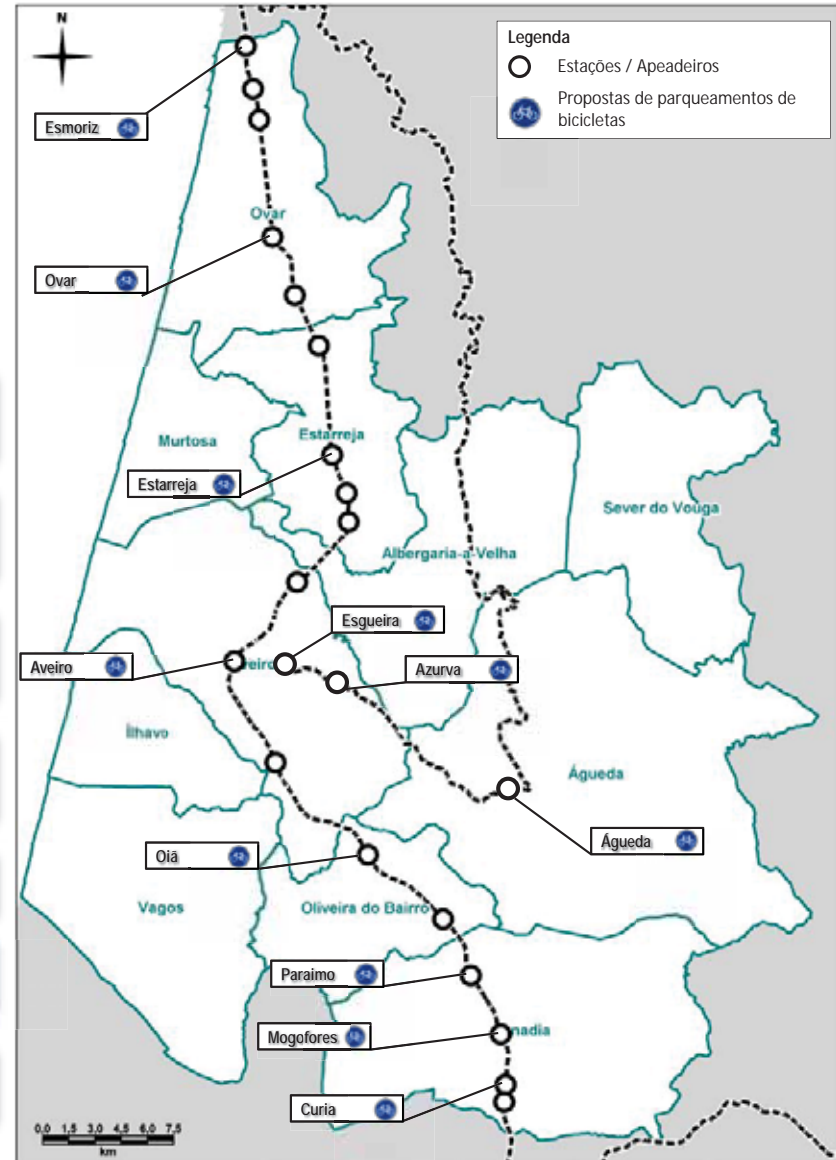 N
Legenda
Estações / Apeadeiros
Propostas de parqueamentos de
bicicletas
Esmoriz
Ovar
Ovar
Murtosa
Estarreja
Estarreja
Sever do Vouga
Albergaria-a-Velha
Esgueira
Aveiro
Azurva
Ílhavo
Águeda
Águeda
Oiã
Vagos
Oliveira do Bairro
Paraimo
Mogofores
nadia
Curia
0,0 1,5 3,0 4,5 6,0 7,5
km